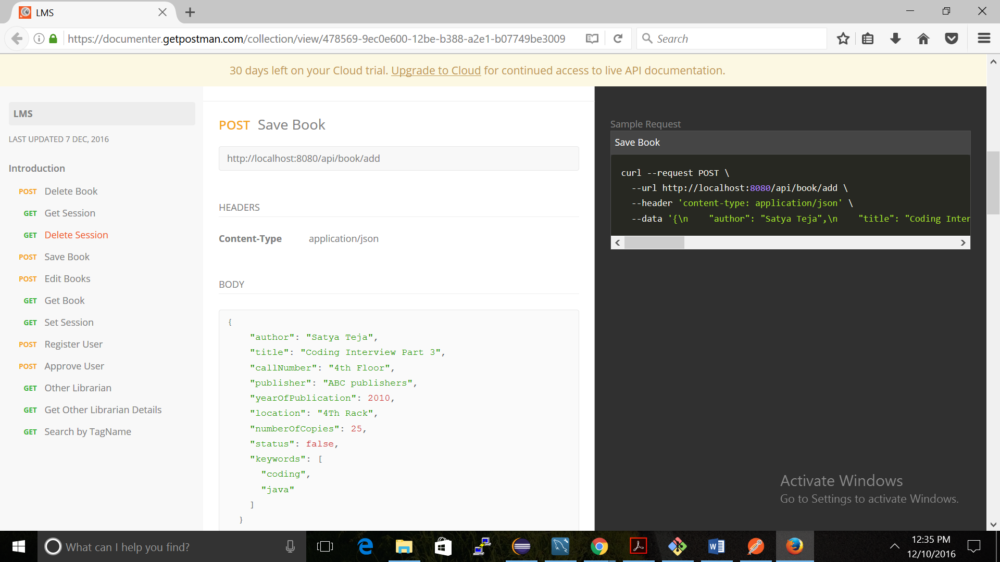 LMS
https://documenter.getpostman.com/collection/view/478569-9ec0e600-12be-b388-a2e1-b07749be3009
Search
30 days left on your Cloud trial. Upgrade to Cloud for continued access to live API documentation.
LMS
LAST UPDATED 7 DEC, 2016
Introduction
POST Delete Book
GET Get Session
GET Delete Session
POST Save Book
POST Edit Books
GET Get Book
GET Set Session
POST Register User
POST Approve User
GET Other Librarian
GET Get Other Librarian Details
GET Search by TagName
POST Save Book
http://localhost:8080/api/book/add
HEADERS
Content-Type application/json
BODY
{
"author": "Satya Teja",
"title": "Coding Interview Part 3",
"callNumber": "4th Floor",
"publisher": "ABC publishers",
"yearOfPublication": 2010,
"location": "4Th Rack",
"numberOfCopies": 25,
"status": false,
"keywords": [
"coding",
"java"
]
}
Sample Request
Save Book
curl --request POST \
--url http://localhost:8080/api/book/add \
--header 'content-type: application/json' \
--data '{\n    "author": "Satya Teja",\n    "title": "Coding Inter
Activate Windows
Go to Settings to activate Windows.
What can I help you find?
12:35 PM
12/10/2016